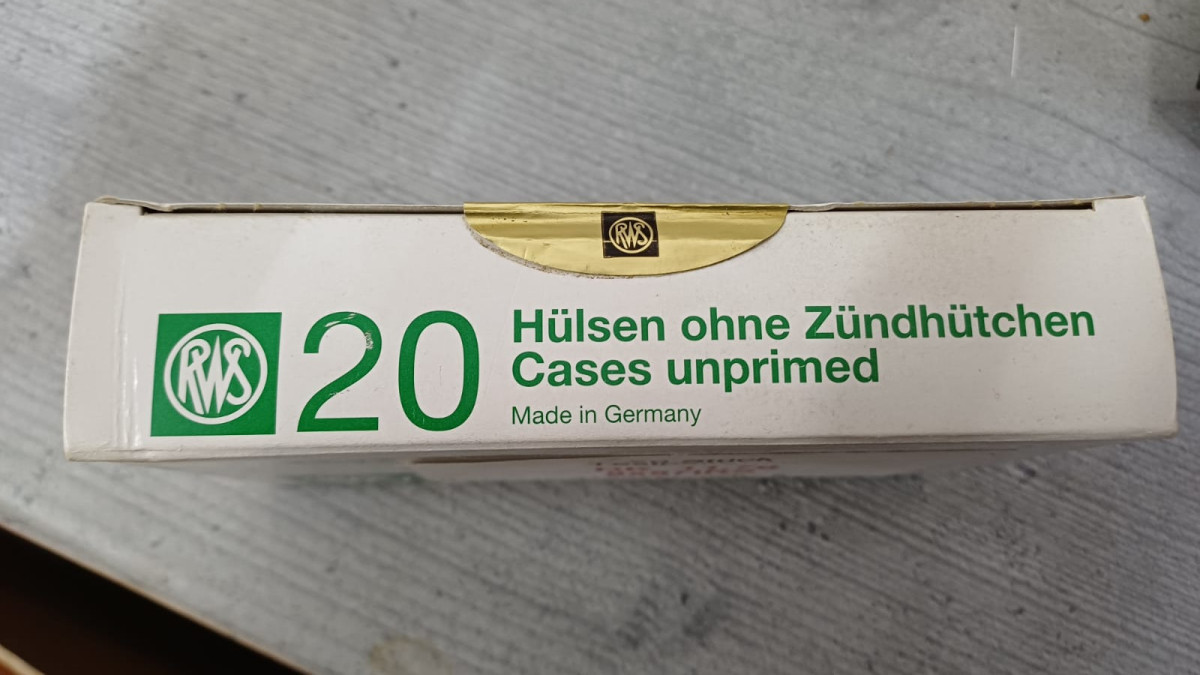 RWS
RWS
20
Hülsen ohne Zündhütchen
Cases unprimed
Made in Germany